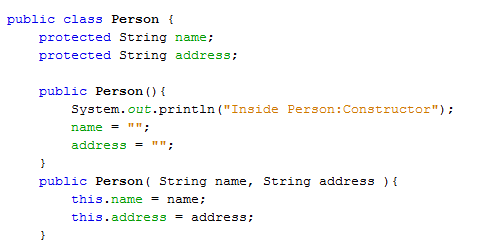 public class Person {
    protected String name;
    protected String address;

    public Person(){
        System.out.println("Inside Person:Constructor");
        name = "";
        address = "";
    }
    public Person( String name, String address ){
        this.name = name;
        this.address = address;
    }